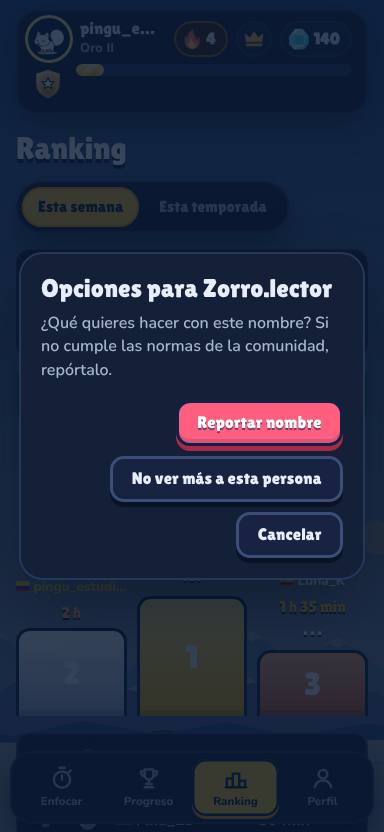 pingu_e...
Oro II
4
140
Ranking
Esta semana
Esta temporada
Opciones para Zorro.lector
¿Qué quieres hacer con este nombre? Si
no cumple las normas de la comunidad,
repórtalo.
Reportar nombre
No ver más a esta persona
Cancelar
pingu_estudi...
Luna_K
2 h
1 h 35 min
...
2
1
3
Enfocar
Progreso
Ranking
Perfil